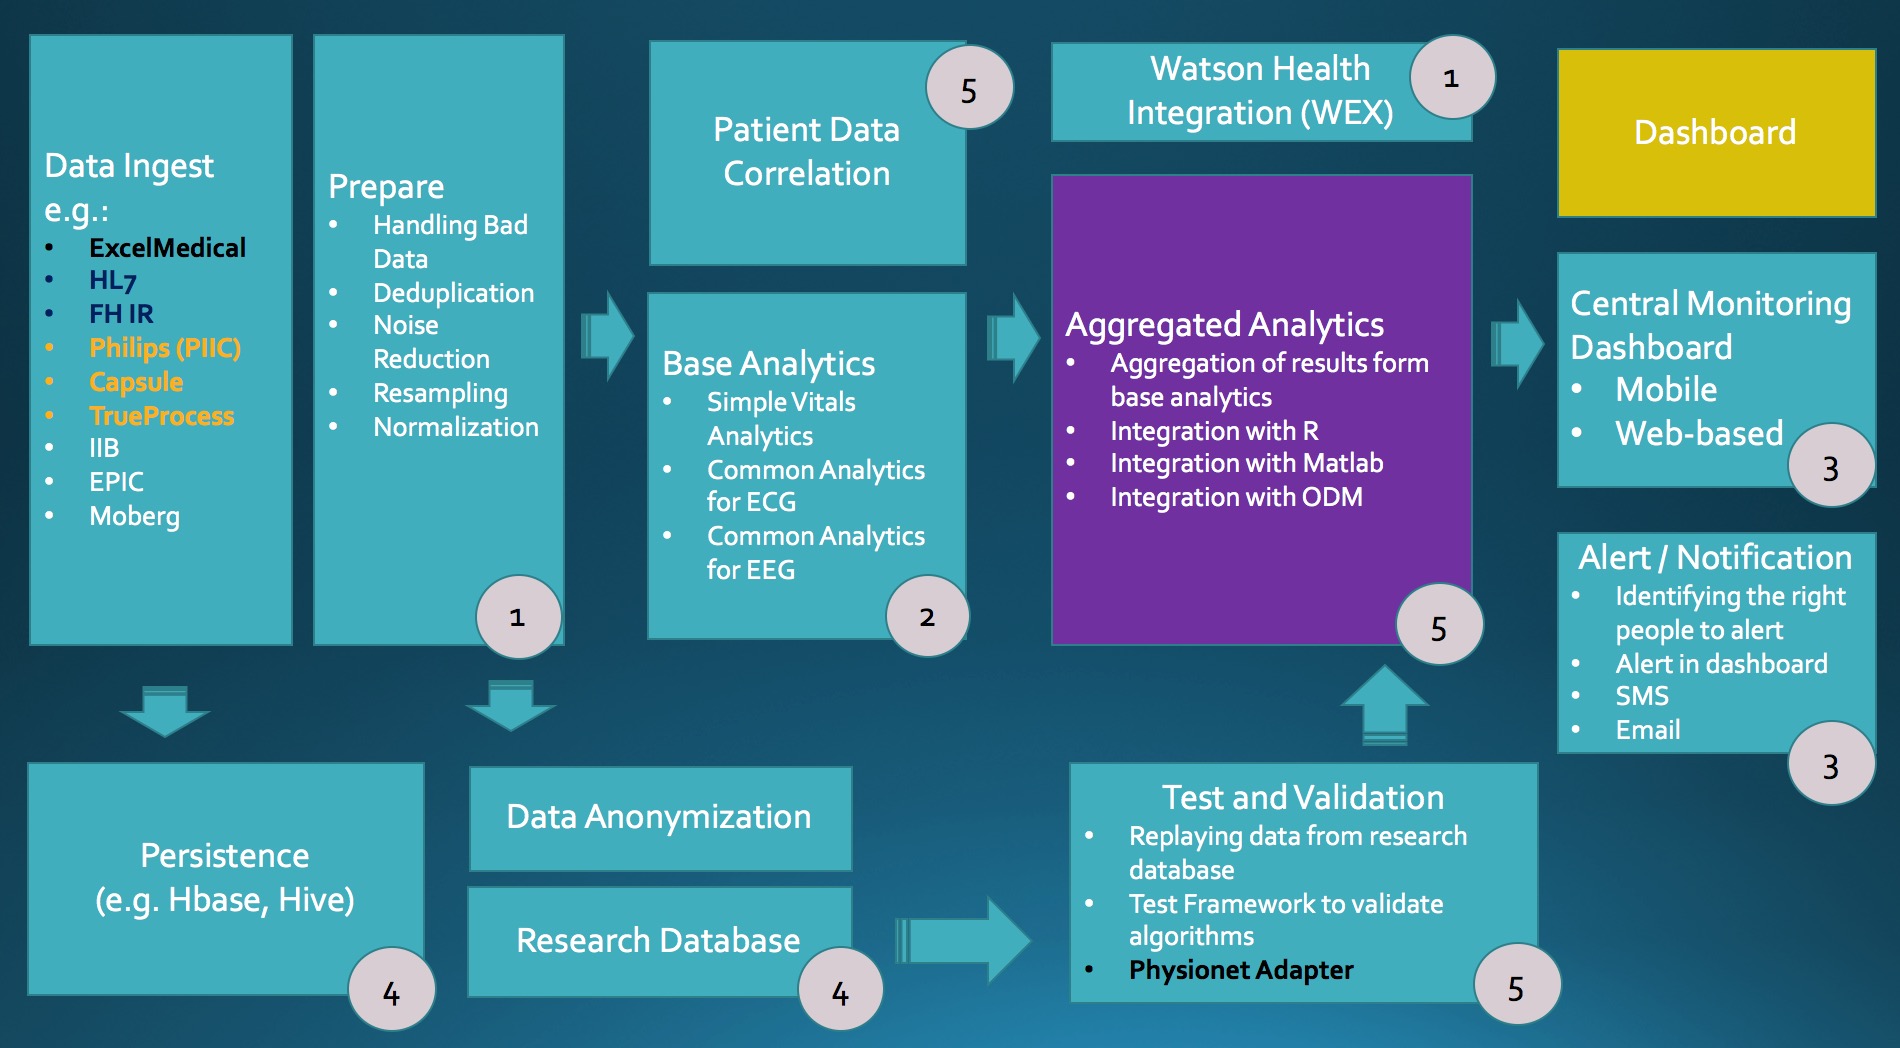 Data Ingest
e.g.:
• ExcelMedical
• HL7
• FH IR
• Philips (PIIC)
• Capsule
• TrueProcess
• IIB
• EPIC
• Moberg
Prepare
• Handling Bad
Data
• Deduplication
• Noise
Reduction
• Resampling
• Normalization
1
Patient Data
Correlation
5
Base Analytics
• Simple Vitals
Analytics
• Common Analytics
for ECG
• Common Analytics
for EEG
2
Watson Health
Integration (WEX)
1
Aggregated Analytics
• Aggregation of results form
base analytics
• Integration with R
• Integration with Matlab
• Integration with ODM
5
Dashboard
Central Monitoring
Dashboard
• Mobile
• Web-based
3
Alert / Notification
• Identifying the right
people to alert
• Alert in dashboard
• SMS
• Email
3
Persistence
(e.g. Hbase, Hive)
4
Data Anonymization
Research Database
4
Test and Validation
• Replaying data from research
database
• Test Framework to validate
algorithms
• Physionet Adapter
5